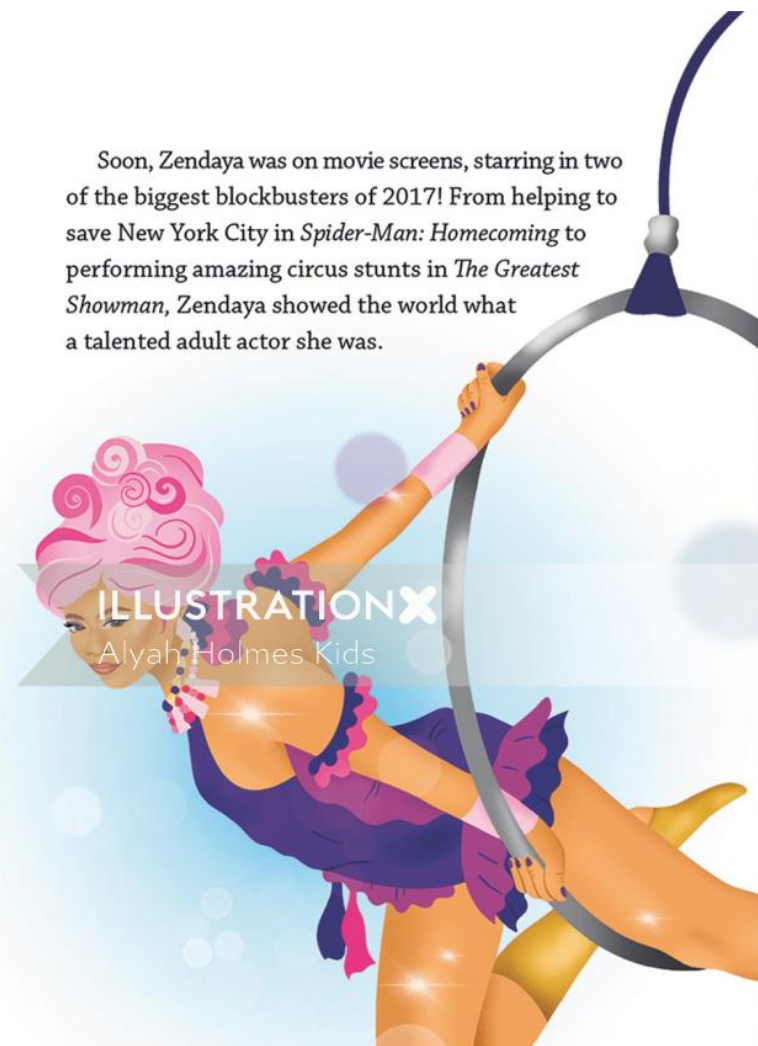 Soon, Zendaya was on movie screens, starring in two
of the biggest blockbusters of 2017! From helping to
save New York City in Spider-Man: Homecoming to
performing amazing circus stunts in The Greatest
Showman, Zendaya showed the world what
a talented adult actor she was.
ILLUSTRATIONX
Alyah Holmes Kids